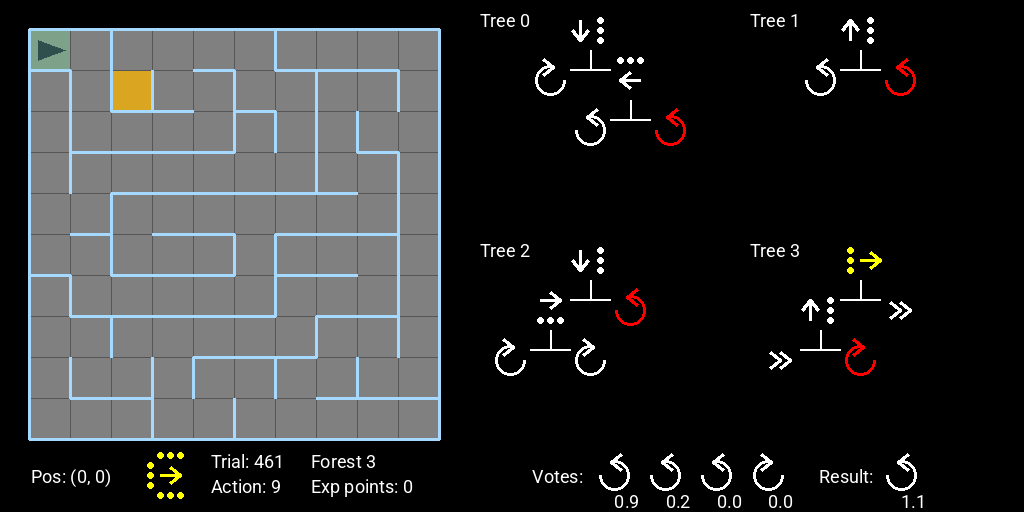 Tree 0
Tree 1
Tree 2
Tree 3
Pos: (0, 0)
Trial: 461
Forest 3
Action: 9
Exp points: 0
Votes:
0.9
0.2
0.0
0.0
Result:
1.1